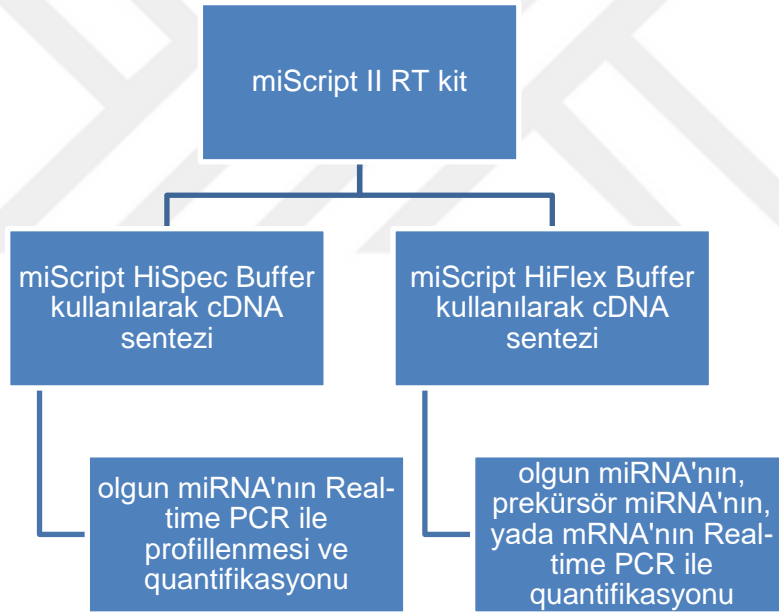 miScript II RT kit
miScript HiSpec Buffer
kullanılarak cDNA
sentezi
miScript HiFlex Buffer
kullanılarak cDNA
sentezi
olgun miRNA'nın Real-
time PCR ile
profillenmesi ve
quantifikasyonu
olgun miRNA'nın,
prekürsör miRNA'nın,
yada mRNA'nın Real-
time PCR ile
quantifikasyonu